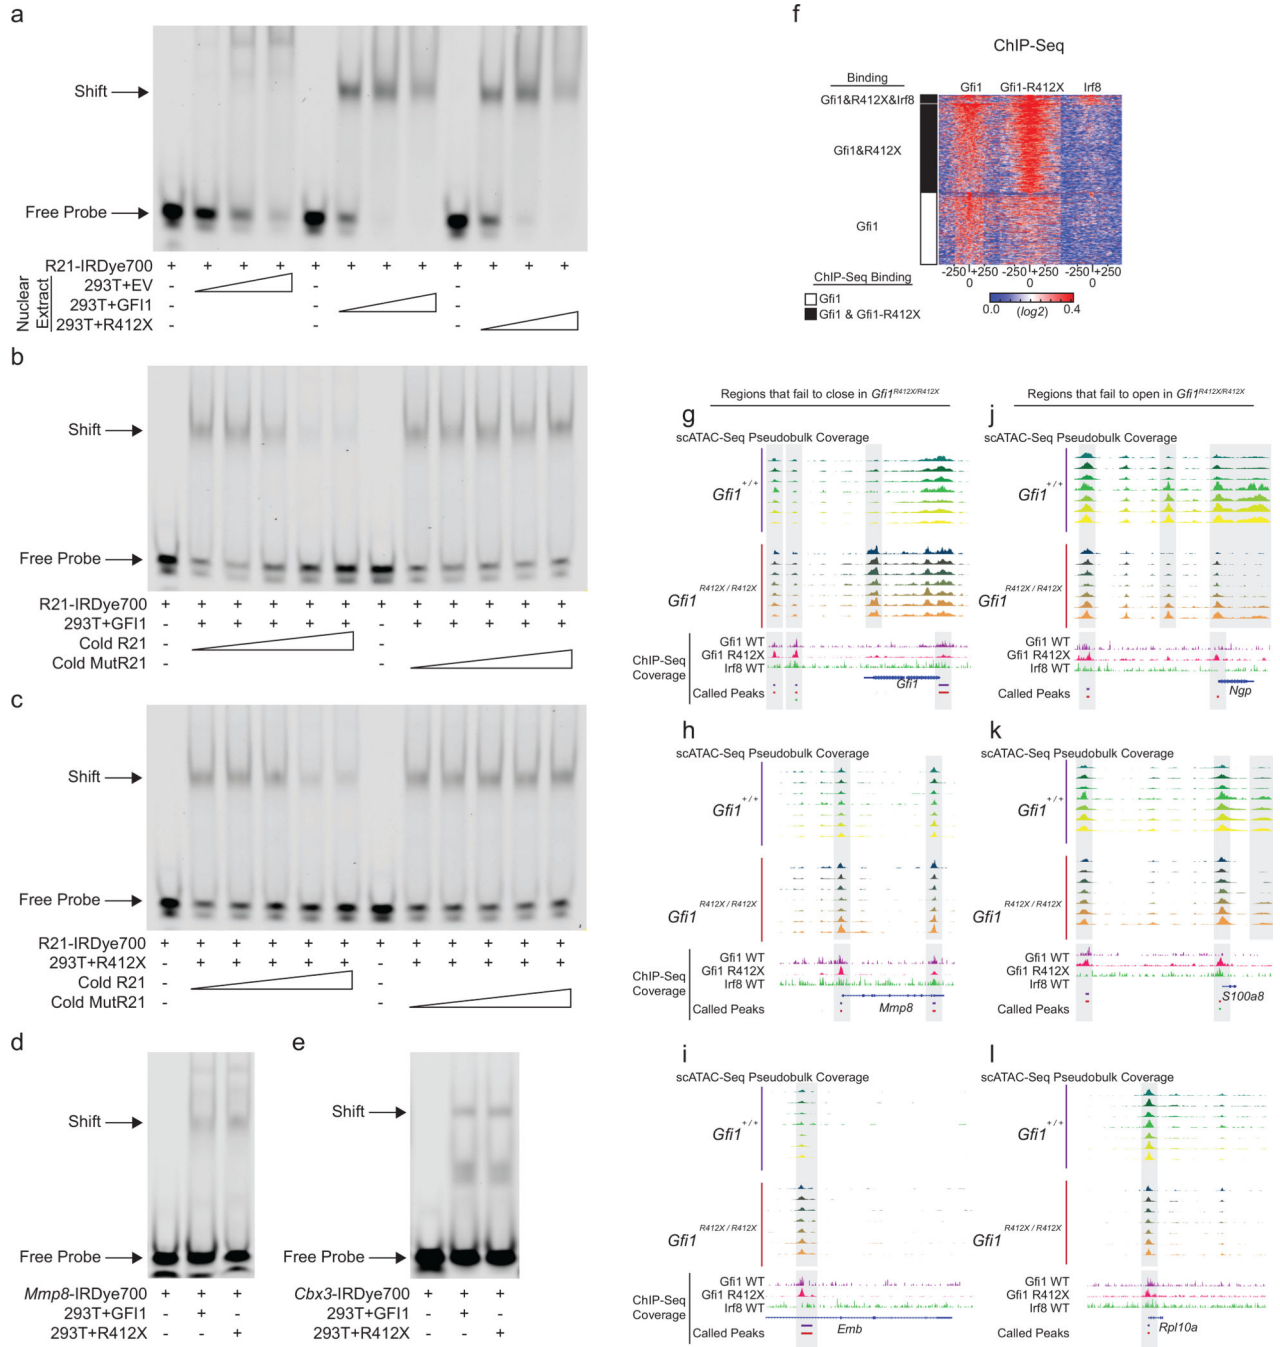 a
Shift
Free Probe
R21-IRDye700 + + + + + + + + + + + +
Nuclear Extract
293T+EV -
293T+GFI1 - -
293T+R412X - - -
b
Shift
Free Probe
R21-IRDye700 + + + + + + + + + + + +
293T+GFI1 - + + + + + - + + + + +
Cold R21 - -
Cold MutR21 - -
c
Shift
Free Probe
R21-IRDye700 + + + + + + + + + + + +
293T+R412X - + + + + + - + + + + +
Cold R21 - -
Cold MutR21 - -
d
Shift
Free Probe
Mmp8-IRDye700 + + +
293T+GFI1 - + -
293T+R412X - - +
e
Shift
Free Probe
Cbx3-IRDye700 + + +
293T+GFI1 - + -
293T+R412X - - +
f
ChIP-Seq
Binding
Gfi1 Gfi1-R412X Irf8
Gfi1&R412X&Irf8
Gfi1&R412X
Gfi1
-250 +250 -250 +250 -250 +250
0 0 0
ChIP-Seq Binding
Gfi1
Gfi1 & Gfi1-R412X
0.0 (log2) 0.4
Regions that fail to close in Gfi1R412X/R412X
g
scATAC-Seq Pseudobulk Coverage
Gfi1+/+
Gfi1R412X / R412X
ChIP-Seq Coverage
Gfi1 WT
Gfi1 R412X
Irf8 WT
Gfi1
Called Peaks
h
scATAC-Seq Pseudobulk Coverage
Gfi1+/+
Gfi1R412X / R412X
ChIP-Seq Coverage
Gfi1 WT
Gfi1 R412X
Irf8 WT
Mmp8
Called Peaks
i
scATAC-Seq Pseudobulk Coverage
Gfi1+/+
Gfi1R412X / R412X
ChIP-Seq Coverage
Gfi1 WT
Gfi1 R412X
Irf8 WT
Emb
Called Peaks
Regions that fail to open in Gfi1R412X/R412X
j
scATAC-Seq Pseudobulk Coverage
Gfi1+/+
Gfi1R412X / R412X
Gfi1 WT
Gfi1 R412X
Irf8 WT
Ngp
Called Peaks
k
scATAC-Seq Pseudobulk Coverage
Gfi1+/+
Gfi1R412X / R412X
Gfi1 WT
Gfi1 R412X
Irf8 WT
S100a8
Called Peaks
l
scATAC-Seq Pseudobulk Coverage
Gfi1+/+
Gfi1R412X / R412X
Gfi1 WT
Gfi1 R412X
Irf8 WT
Rpl10a
Called Peaks